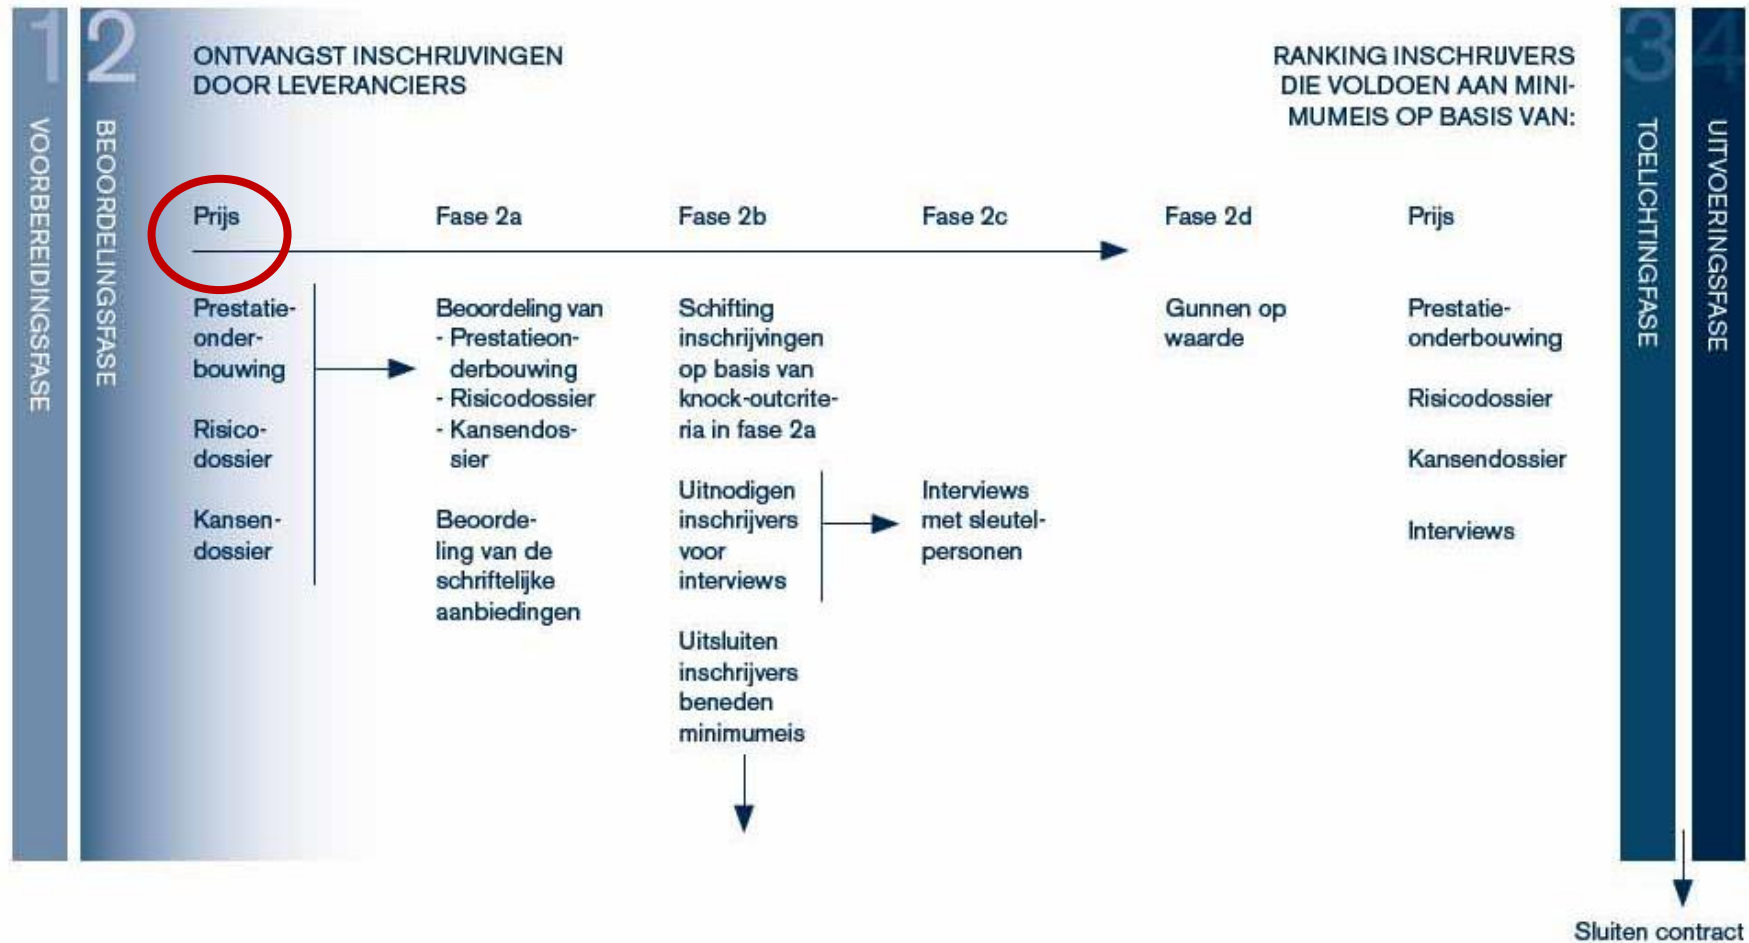 1
VOORBEREIDINGSFASE
2
BEOORDELINGSFASE
ONTVANGST INSCHRIJVINGEN
DOOR LEVERANCIERS
RANKING INSCHRIJVERS
DIE VOLDOEN AAN MINI-
MUMEIS OP BASIS VAN:
Prijs
Prestatie-
onder-
bouwing
Risico-
dossier
Kansen-
dossier
Fase 2a
Beoordeling van
- Prestatieon-
derbouwing
- Risicodossier
- Kansendos-
sier
Beoorde-
ling van de
schriftelijke
aanbiedingen
Fase 2b
Schifting
inschrijvingen
op basis van
knock-outcrite-
ria in fase 2a
Uitnodigen
inschrijvers
voor
interviews
Uitsluiten
inschrijvers
beneden
minimumeis
Fase 2c
Interviews
met sleutel-
personen
Fase 2d
Gunnen op
waarde
Prijs
Prestatie-
onderbouwing
Risicodossier
Kansendossier
Interviews
3
TOELICHTINGFASE
4
UITVOERINGSFASE
Sluiten contract